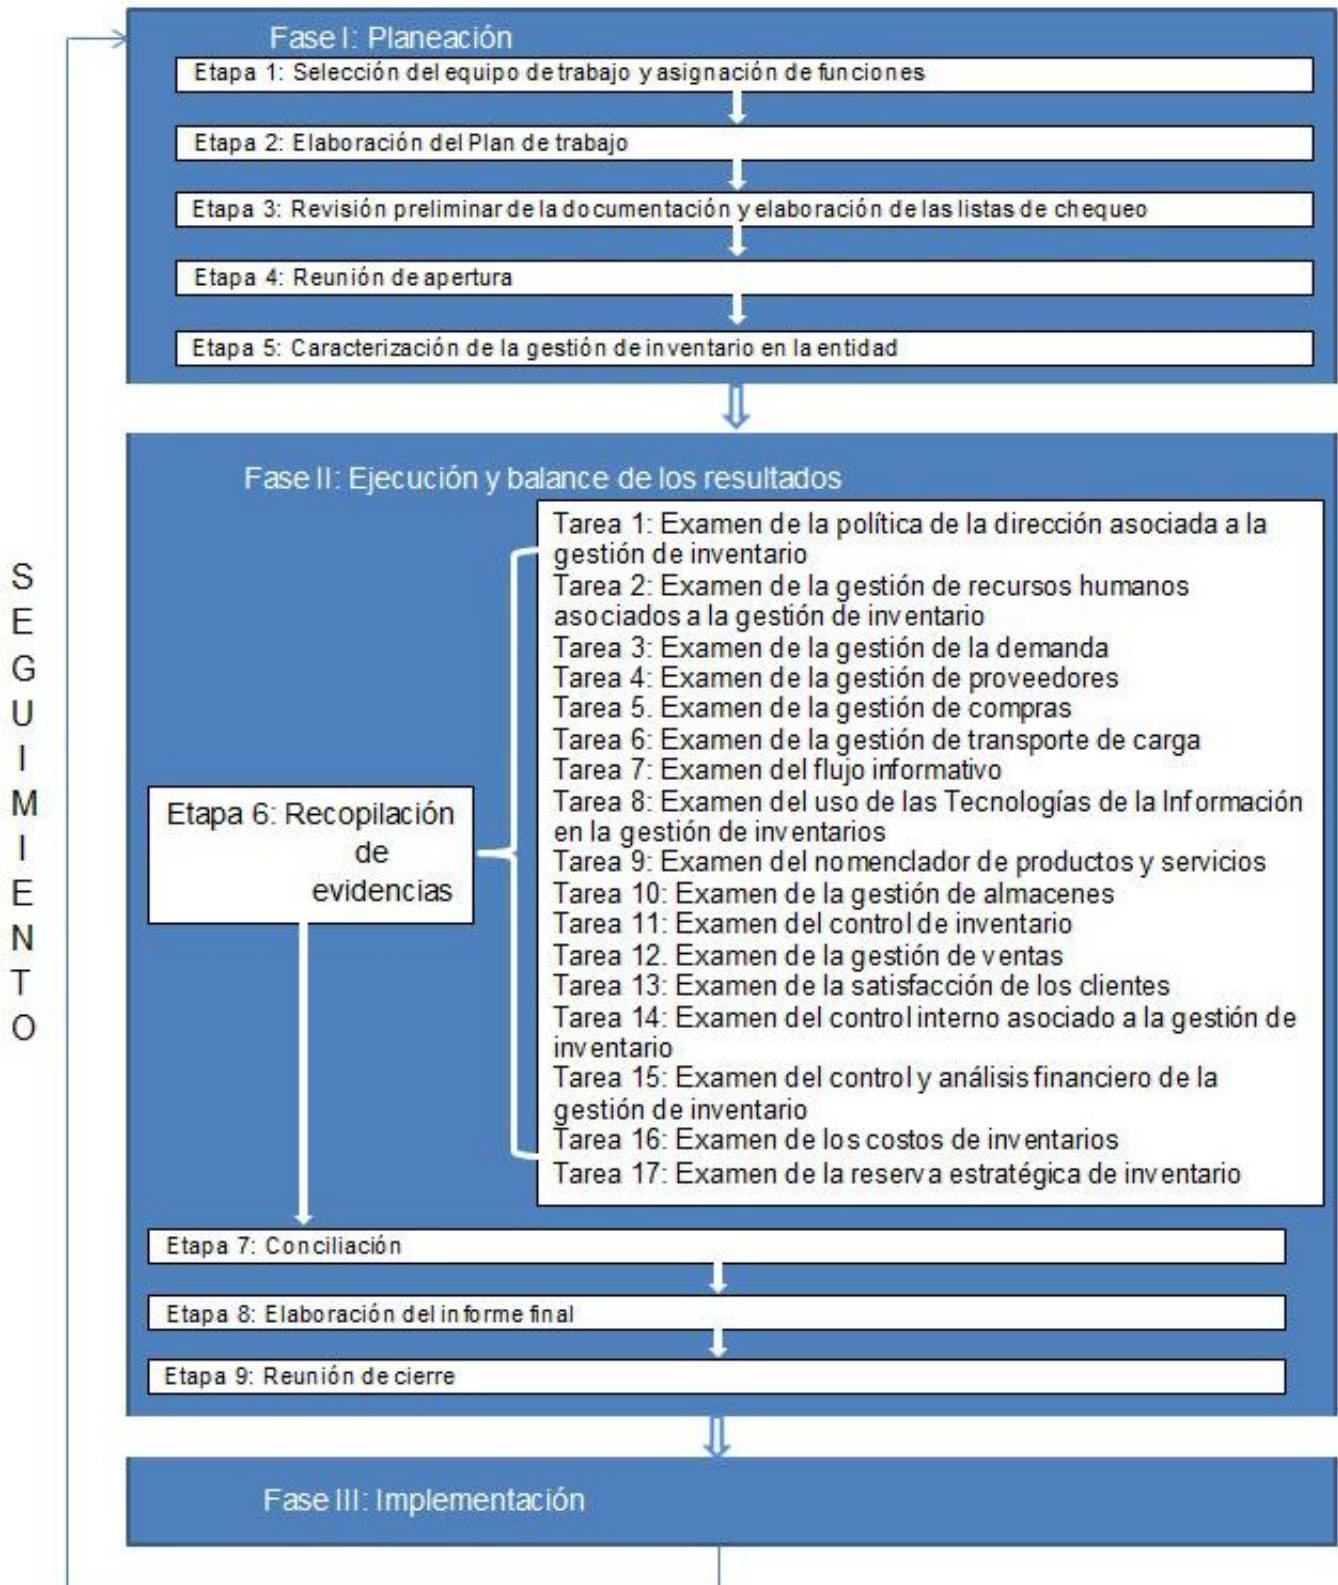 Fase I: Planeación
Etapa 1: Selección del equipo de trabajo y asignación de funciones
Etapa 2: Elaboración del Plan de trabajo
Etapa 3: Revisión preliminar de la documentación y elaboración de las listas de chequeo
Etapa 4: Reunión de apertura
Etapa 5: Caracterización de la gestión de inventario en la entidad
Fase II: Ejecución y balance de los resultados
Etapa 6: Recopilación
de
evidencias
Tarea 1: Examen de la política de la dirección asociada a la
gestión de inventario
Tarea 2: Examen de la gestión de recursos humanos
asociados a la gestión de inventario
Tarea 3: Examen de la gestión de la demanda
Tarea 4: Examen de la gestión de proveedores
Tarea 5. Examen de la gestión de compras
Tarea 6: Examen de la gestión de transporte de carga
Tarea 7: Examen del flujo informativo
Tarea 8: Examen del uso de las Tecnologías de la Información
en la gestión de inventarios
Tarea 9: Examen del nomenclador de productos y servicios
Tarea 10: Examen de la gestión de almacenes
Tarea 11: Examen del control de inventario
Tarea 12. Examen de la gestión de ventas
Tarea 13: Examen de la satisfacción de los clientes
Tarea 14: Examen del control interno asociado a la gestión de
inventario
Tarea 15: Examen del control y análisis financiero de la
gestión de inventario
Tarea 16: Examen de los costos de inventarios
Tarea 17: Examen de la reserva estratégica de inventario
Etapa 7: Conciliación
Etapa 8: Elaboración del informe final
Etapa 9: Reunión de cierre
Fase III: Implementación
S
E
G
U
I
M
I
E
N
T
O